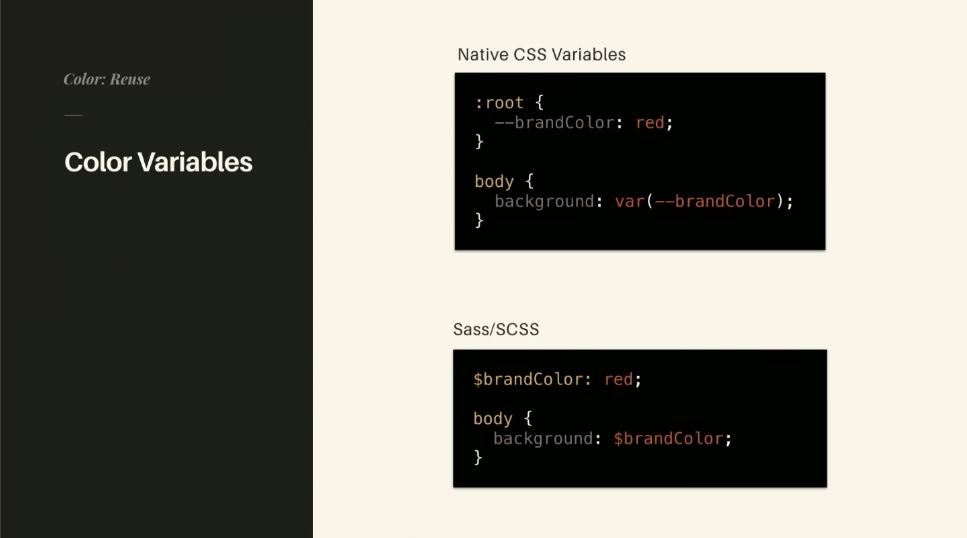 Color: Reuse
Color Variables
Native CSS Variables
:root {
  --brandColor: red;
}
body {
  background: var(--brandColor);
}
Sass/SCSS
$brandColor: red;
body {
  background: $brandColor;
}